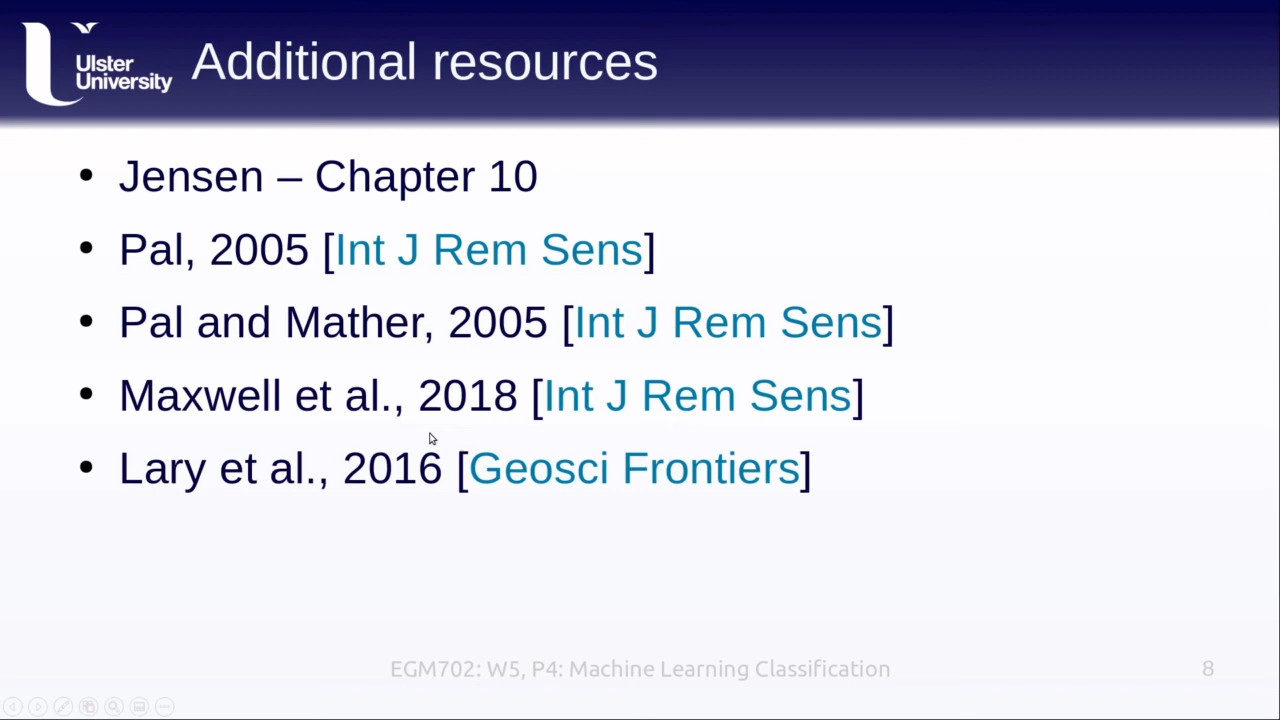 Ulster
University
Additional resources
• Jensen – Chapter 10
• Pal, 2005 [Int J Rem Sens]
• Pal and Mather, 2005 [Int J Rem Sens]
• Maxwell et al., 2018 [Int J Rem Sens]
• Lary et al., 2016 [Geosci Frontiers]
EGM702: W5, P4: Machine Learning Classification
8